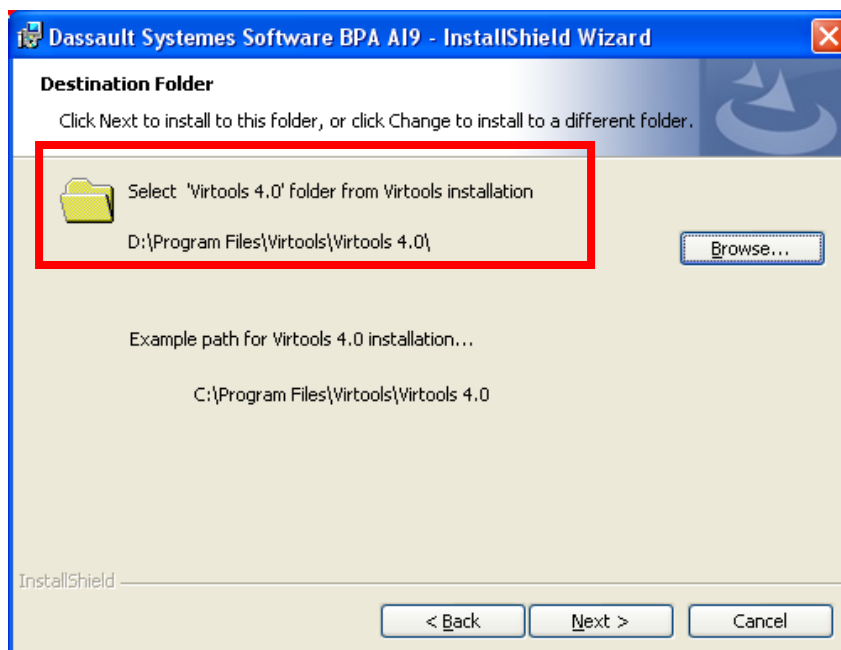 Dassault Systemes Software BPA AI9 - InstallShield Wizard
Destination Folder
Click Next to install to this folder, or click Change to install to a different folder.
Select 'Virtools 4.0' folder from Virtools installation
D:\Program Files\Virtools\Virtools 4.0\
Browse...
Example path for Virtools 4.0 installation...
C:\Program Files\Virtools\Virtools 4.0
InstallShield
< Back
Next >
Cancel